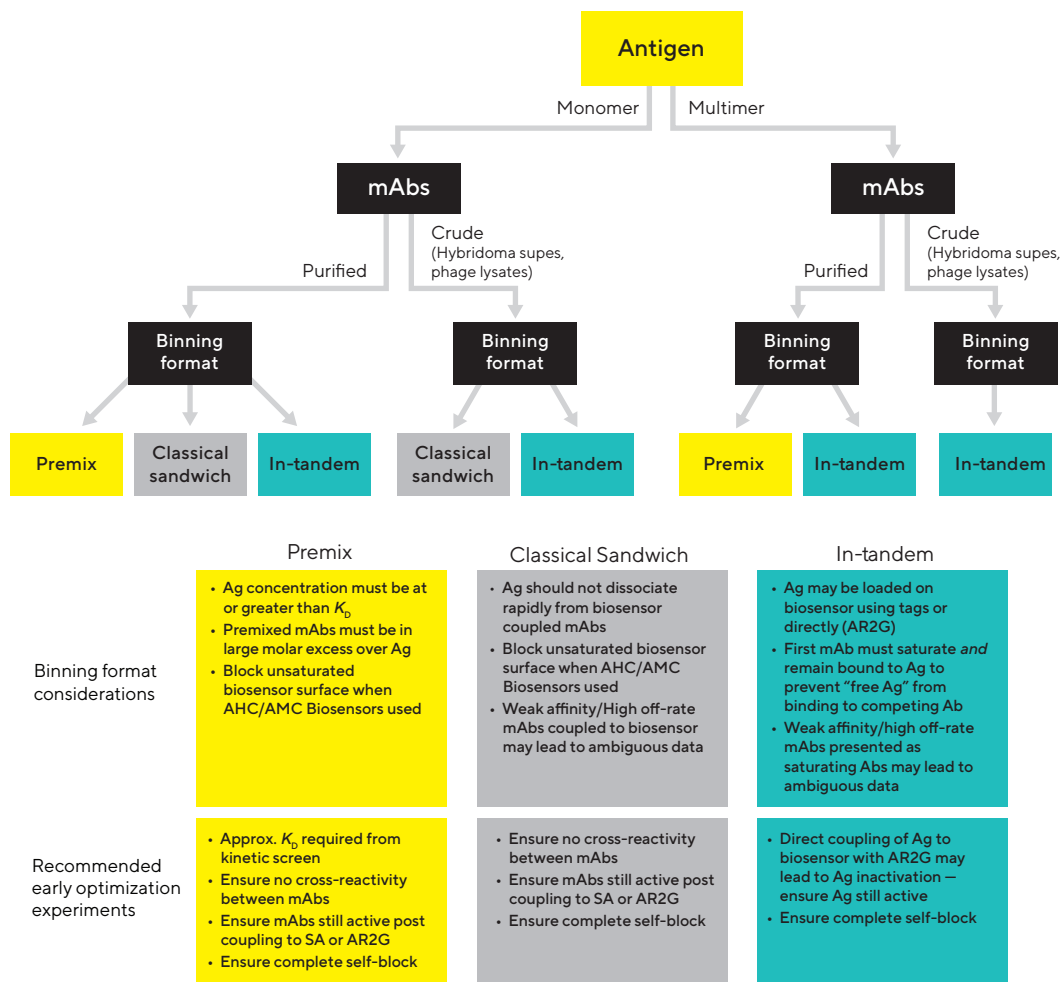 Antigen
Monomer
Multimer
mAbs
mAbs
Purified
Crude
(Hybridoma supes,
phage lysates)
Purified
Crude
(Hybridoma supes,
phage lysates)
Binning
format
Binning
format
Binning
format
Binning
format
Premix
Classical
sandwich
In-tandem
Classical
sandwich
In-tandem
Premix
In-tandem
In-tandem
Premix
Classical Sandwich
In-tandem
Binning format
considerations
• Ag concentration must be at
or greater than KD
• Premixed mAbs must be in
large molar excess over Ag
• Block unsaturated
biosensor surface when
AHC/AMC Biosensors used
• Ag should not dissociate
rapidly from biosensor
coupled mAbs
• Block unsaturated biosensor
surface when AHC/AMC
Biosensors used
• Weak affinity/High off-rate
mAbs coupled to biosensor
may lead to ambiguous data
• Ag may be loaded on
biosensor using tags or
directly (AR2G)
• First mAb must saturate and
remain bound to Ag to
prevent “free Ag” from
binding to competing Ab
• Weak affinity/high off-rate
mAbs presented as
saturating Abs may lead to
ambiguous data
Recommended
early optimization
experiments
• Approx. KD required from
kinetic screen
• Ensure no cross-reactivity
between mAbs
• Ensure mAbs still active post
coupling to SA or AR2G
• Ensure complete self-block
• Ensure no cross-reactivity
between mAbs
• Ensure mAbs still active post
coupling to SA or AR2G
• Ensure complete self-block
• Direct coupling of Ag to
biosensor with AR2G may
lead to Ag inactivation —
ensure Ag still active
• Ensure complete self-block